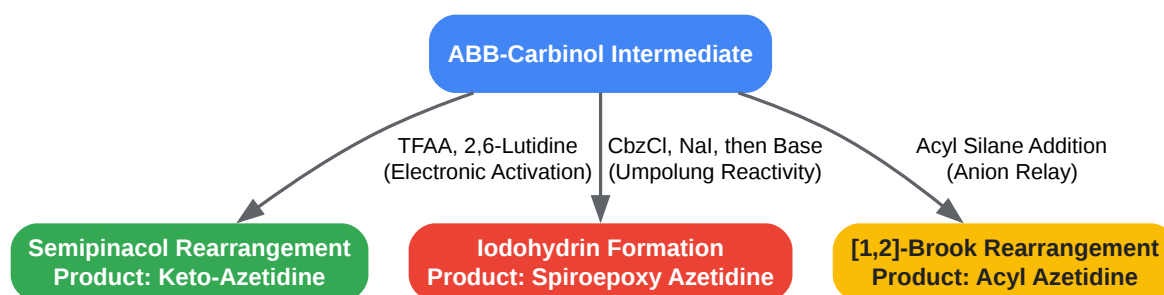 ABB-Carbinol Intermediate
TFAA, 2,6-Lutidine
(Electronic Activation)
CbzCl, NaI, then Base
(Umpolung Reactivity)
Acyl Silane Addition
(Anion Relay)
Semipinacol Rearrangement
Product: Keto-Azetidine
Iodohydrin Formation
Product: Spiroepoxy Azetidine
[1,2]-Brook Rearrangement
Product: Acyl Azetidine